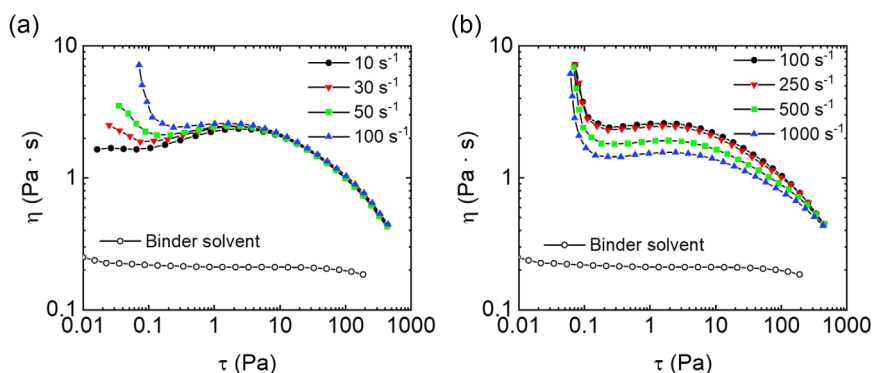 (a)
10
1
0.1
η (Pa · s)
10 s⁻¹
30 s⁻¹
50 s⁻¹
100 s⁻¹
Binder solvent
0.01 0.1 1 10 100 1000
τ (Pa)
(b)
10
1
0.1
η (Pa · s)
100 s⁻¹
250 s⁻¹
500 s⁻¹
1000 s⁻¹
Binder solvent
0.01 0.1 1 10 100 1000
τ (Pa)